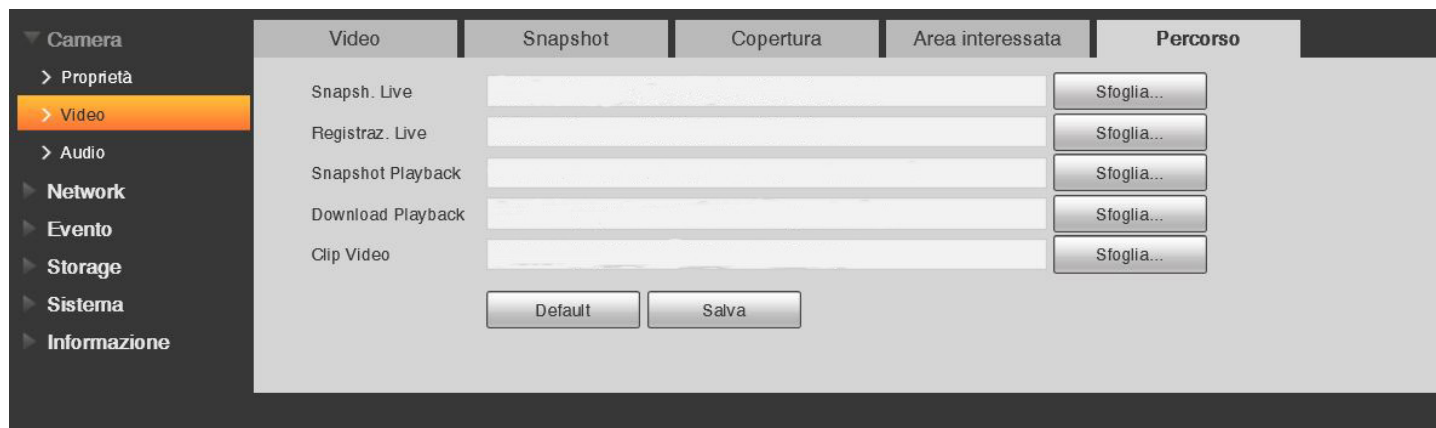 Camera
Proprietà
Video
Audio
Network
Evento
Storage
Sistema
Informazione
Video
Snapshot
Copertura
Area interessata
Percorso
Snapsh. Live
Sfoglia...
Registraz. Live
Sfoglia...
Snapshot Playback
Sfoglia...
Download Playback
Sfoglia...
Clip Video
Sfoglia...
Default
Salva